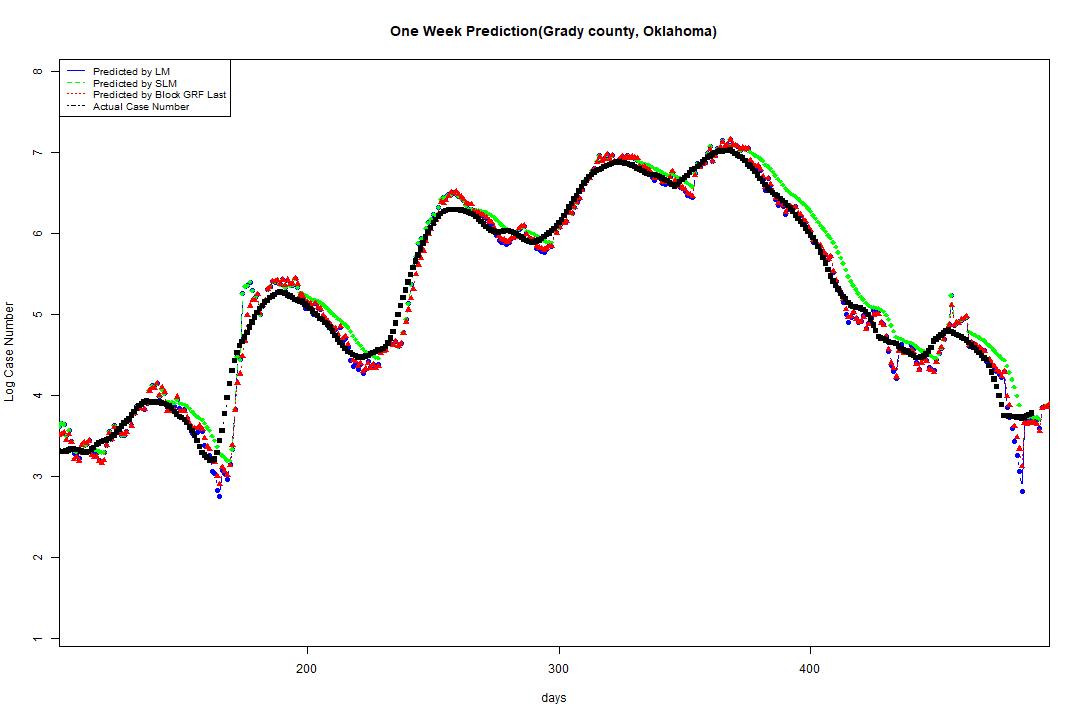 One Week Prediction(Grady county, Oklahoma)
Predicted by LM
Predicted by SLM
Predicted by Block GRF Last
Actual Case Number
8
7
6
5
4
3
2
1
Log Case Number
200
300
400
days